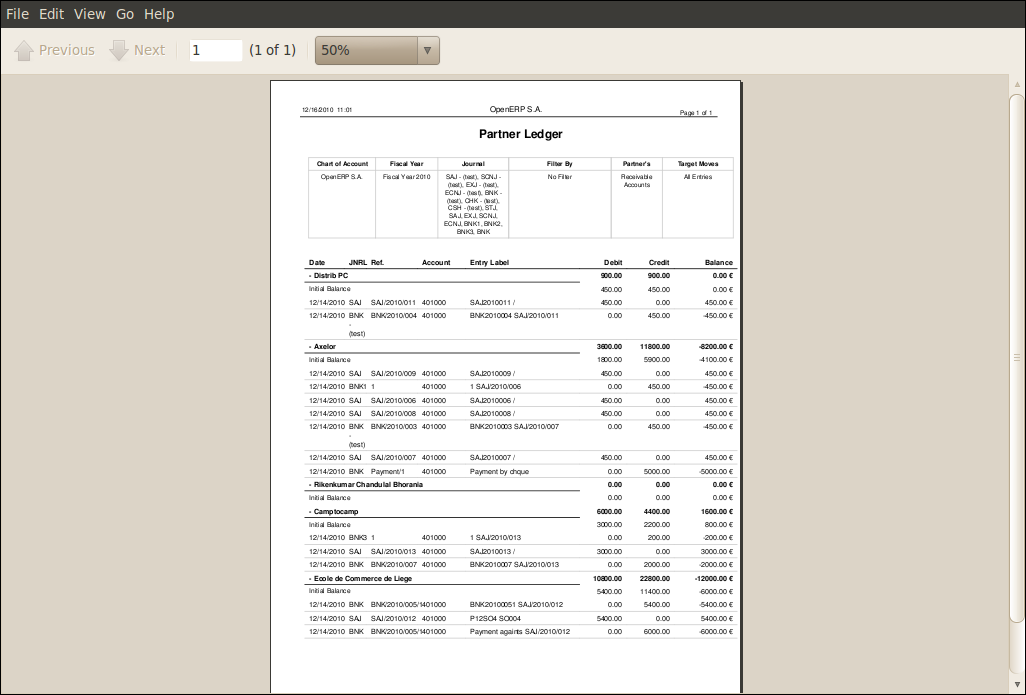 File Edit View Go Help
Previous Next 1 (1 of 1) 50%
12/16/2010 11:01 OpenERP S.A. Page 1 of 1
Partner Ledger
Chart of Account Fiscal Year Journal Filter By Partner's Target Moves
OpenERP S.A. Fiscal Year 2010 SAJ - (test), SCNJ - No Filter Receivable All Entries
(test), EXJ - (test), Accounts
ECNJ - (test), BNK -
(test), CHK - (test),
CSH - (test), STJ,
SAJ, EXJ, SCNJ,
ECNJ, BNK1, BNK2,
BNK3, BNK
Date JNRL Ref. Account Entry Label Debit Credit Balance
- Distrib PC 900.00 900.00 0.00 €
Initial Balance 450.00 450.00 0.00 €
12/14/2010 SAJ SAJ/2010/011 401000 SAJ2010011 / 450.00 0.00 450.00 €
12/14/2010 BNK BNK/2010/004 401000 BNK2010004 SAJ/2010/011 0.00 450.00 -450.00 €
-
(test)
- Axelor 3600.00 11800.00 -8200.00 €
Initial Balance 1800.00 5900.00 -4100.00 €
12/14/2010 SAJ SAJ/2010/009 401000 SAJ2010009 / 450.00 0.00 450.00 €
12/14/2010 BNK1 1 401000 1 SAJ/2010/006 0.00 450.00 -450.00 €
12/14/2010 SAJ SAJ/2010/006 401000 SAJ2010006 / 450.00 0.00 450.00 €
12/14/2010 SAJ SAJ/2010/008 401000 SAJ2010008 / 450.00 0.00 450.00 €
12/14/2010 BNK BNK/2010/003 401000 BNK2010003 SAJ/2010/007 0.00 450.00 -450.00 €
-
(test)
12/14/2010 SAJ SAJ/2010/007 401000 SAJ2010007 / 450.00 0.00 450.00 €
12/14/2010 BNK Payment/1 401000 Payment by chque 0.00 5000.00 -5000.00 €
- Rikenkumar Chandulal Bhorania 0.00 0.00 0.00 €
Initial Balance 0.00 0.00 0.00 €
- Camptocamp 6000.00 4400.00 1600.00 €
Initial Balance 3000.00 2200.00 800.00 €
12/14/2010 BNK3 1 401000 1 SAJ/2010/013 0.00 200.00 -200.00 €
12/14/2010 SAJ SAJ/2010/013 401000 SAJ2010013 / 3000.00 0.00 3000.00 €
12/14/2010 BNK BNK/2010/007 401000 BNK2010007 SAJ/2010/013 0.00 2000.00 -2000.00 €
- Ecole de Commerce de Liege 10800.00 22800.00 -12000.00 €
Initial Balance 5400.00 11400.00 -6000.00 €
12/14/2010 BNK BNK/2010/005/1 401000 BNK20100051 SAJ/2010/012 0.00 5400.00 -5400.00 €
12/14/2010 SAJ SAJ/2010/012 401000 P12SO4 SO004 5400.00 0.00 5400.00 €
12/14/2010 BNK BNK/2010/005/1 401000 Payment againts SAJ/2010/012 0.00 6000.00 -6000.00 €